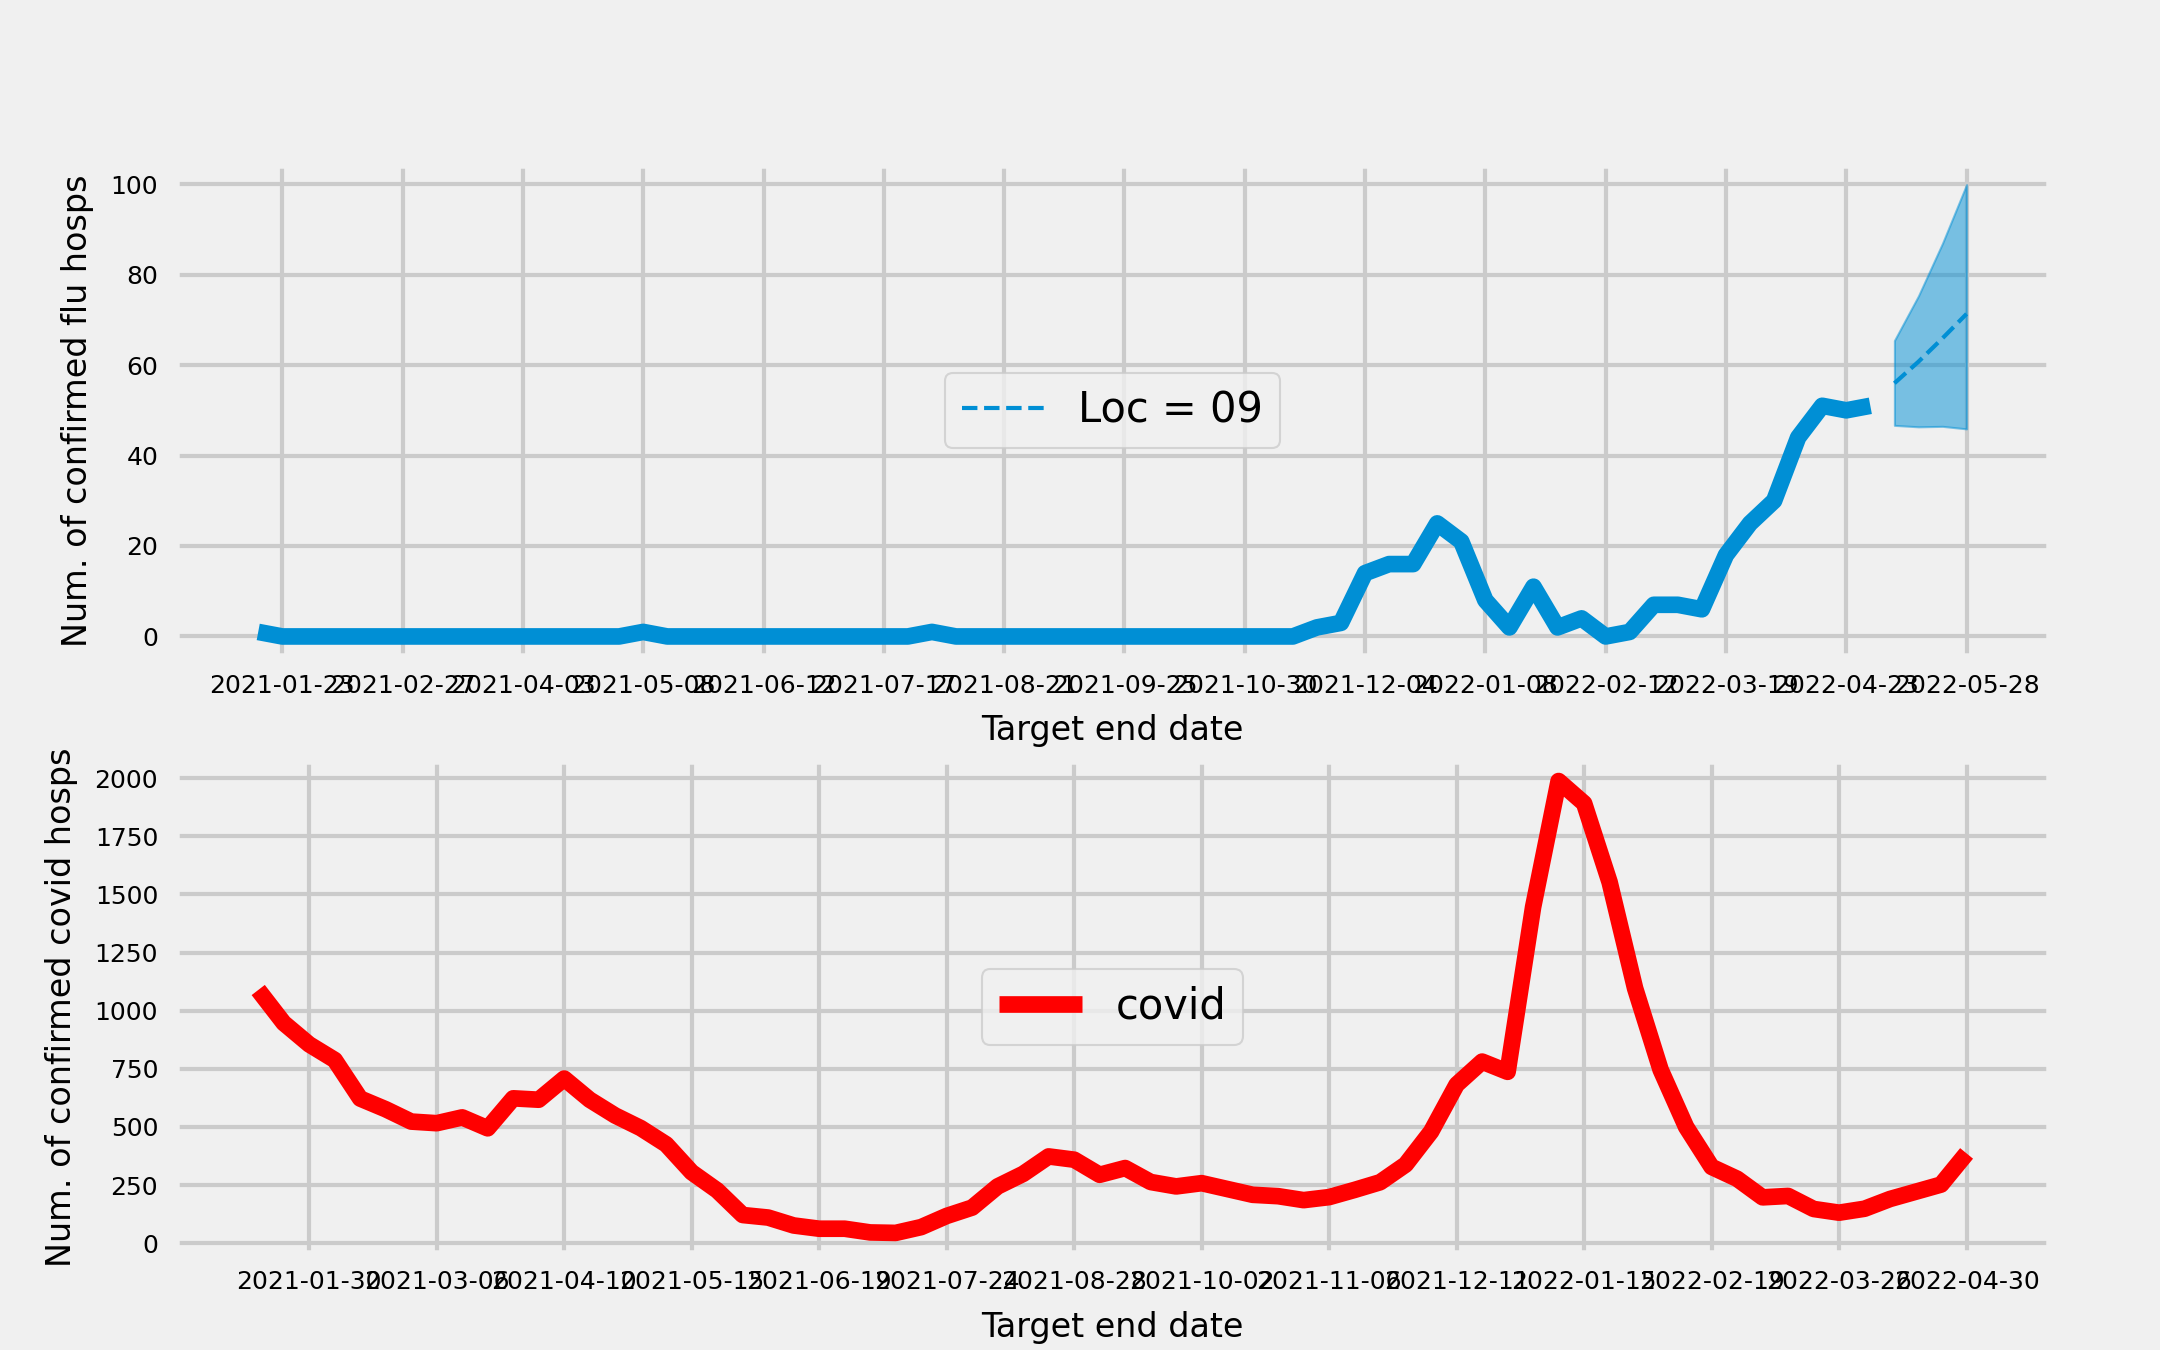 Num. of confirmed flu hosps
100
80
60
40
20
0
Loc = 09
2021-01-23 2021-02-27 2021-04-03 2021-05-08 2021-06-12 2021-07-17 2021-08-21 2021-09-25 2021-10-30 2021-12-04 2022-01-08 2022-02-12 2022-03-19 2022-04-23 2022-05-28
Target end date
Num. of confirmed covid hosps
2000
1750
1500
1250
1000
750
500
250
0
covid
2021-01-30 2021-03-06 2021-04-10 2021-05-15 2021-06-19 2021-07-24 2021-08-28 2021-10-02 2021-11-06 2021-12-11 2022-01-15 2022-02-19 2022-03-26 2022-04-30
Target end date